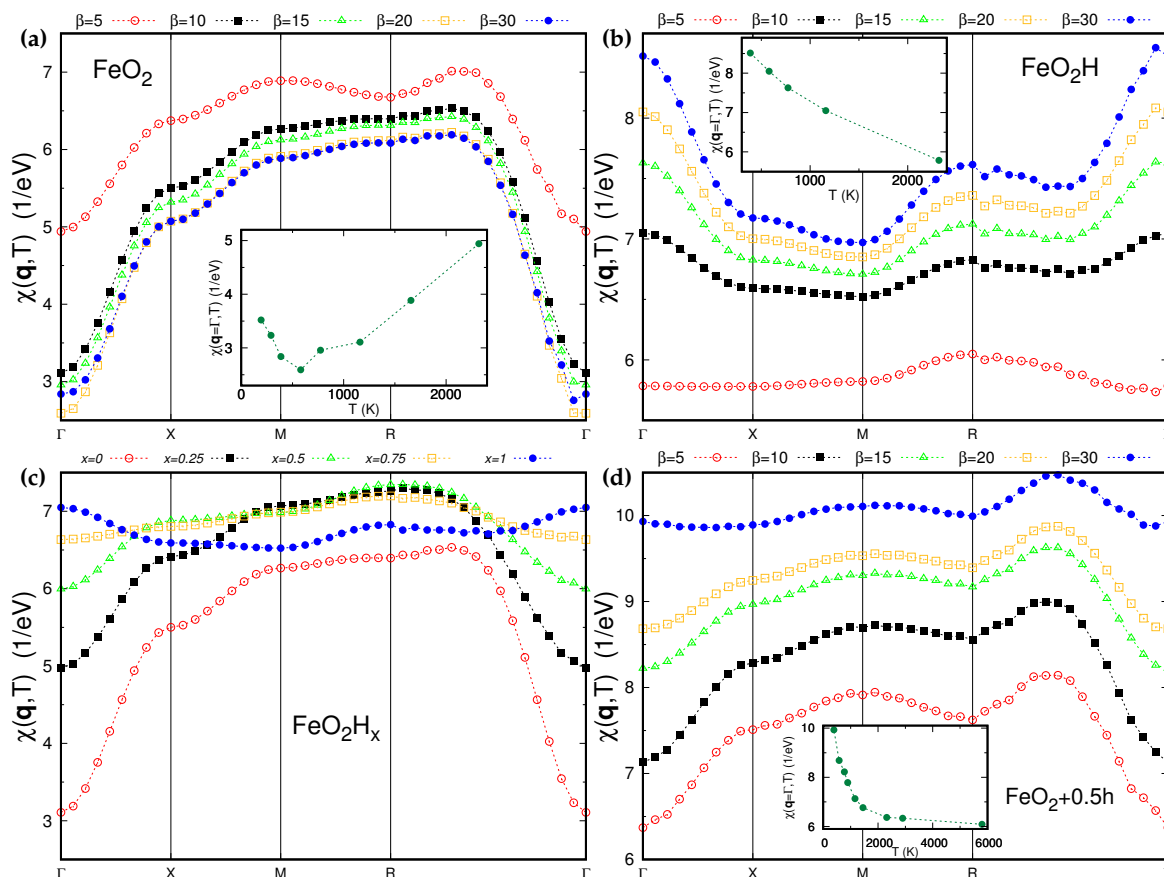 β=5 β=10 β=15 β=20 β=30
(a)
FeO2
χ(q,T) (1/eV)
7
6
5
4
3
Γ X M R Γ
χ(q=Γ,T) (1/eV)
5
4
3
0 1000 2000
T (K)
β=5 β=10 β=15 β=20 β=30
(b)
FeO2H
χ(q,T) (1/eV)
8
7
6
Γ X M R
χ(q=Γ,T) (1/eV)
9
8
7
6
1000 2000
T (K)
x=0 x=0.25 x=0.5 x=0.75 x=1
(c)
FeO2Hx
χ(q,T) (1/eV)
7
6
5
4
3
Γ X M R Γ
β=5 β=10 β=15 β=20 β=30
(d)
χ(q,T) (1/eV)
10
9
8
7
6
Γ X M R
χ(q=Γ,T) (1/eV)
10
8
6
0 2000 4000 6000
T (K)
FeO2+0.5h